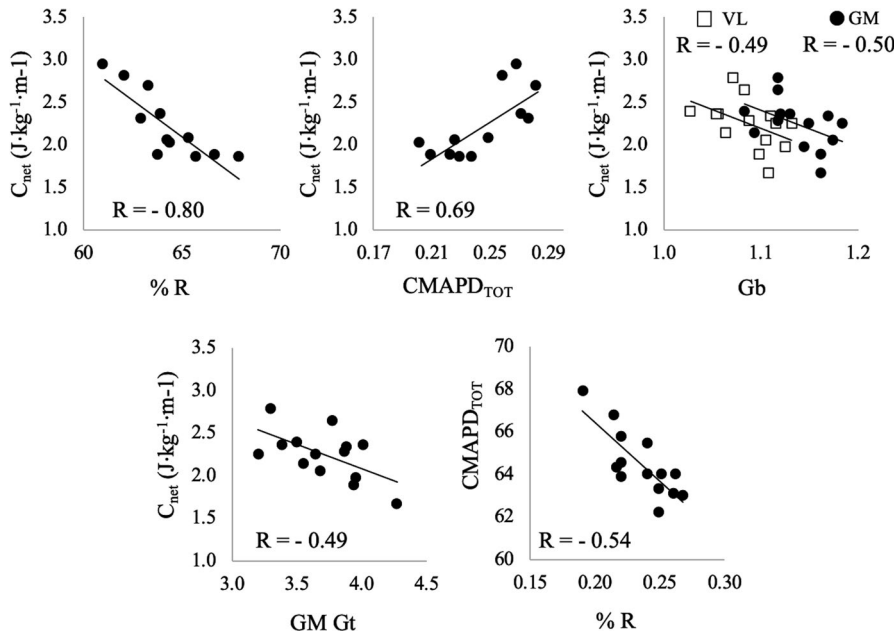 VL GM
R = - 0.49 R = - 0.50
C_net (J·kg⁻¹·m-1)
3.5
3.0
2.5
2.0
1.5
1.0
R = - 0.80
60 65 70
% R
C_net (J·kg⁻¹·m-1)
3.5
3.0
2.5
2.0
1.5
1.0
R = 0.69
0.17 0.21 0.25 0.29
CMAPD_TOT
C_net (J·kg⁻¹·m-1)
3.5
3.0
2.5
2.0
1.5
1.0
1.0 1.1 1.2
Gb
C_net (J·kg⁻¹·m-1)
3.5
3.0
2.5
2.0
1.5
1.0
R = - 0.49
3.0 3.5 4.0 4.5
GM Gt
CMAPD_TOT
70
68
66
64
62
60
R = - 0.54
0.15 0.20 0.25 0.30
% R